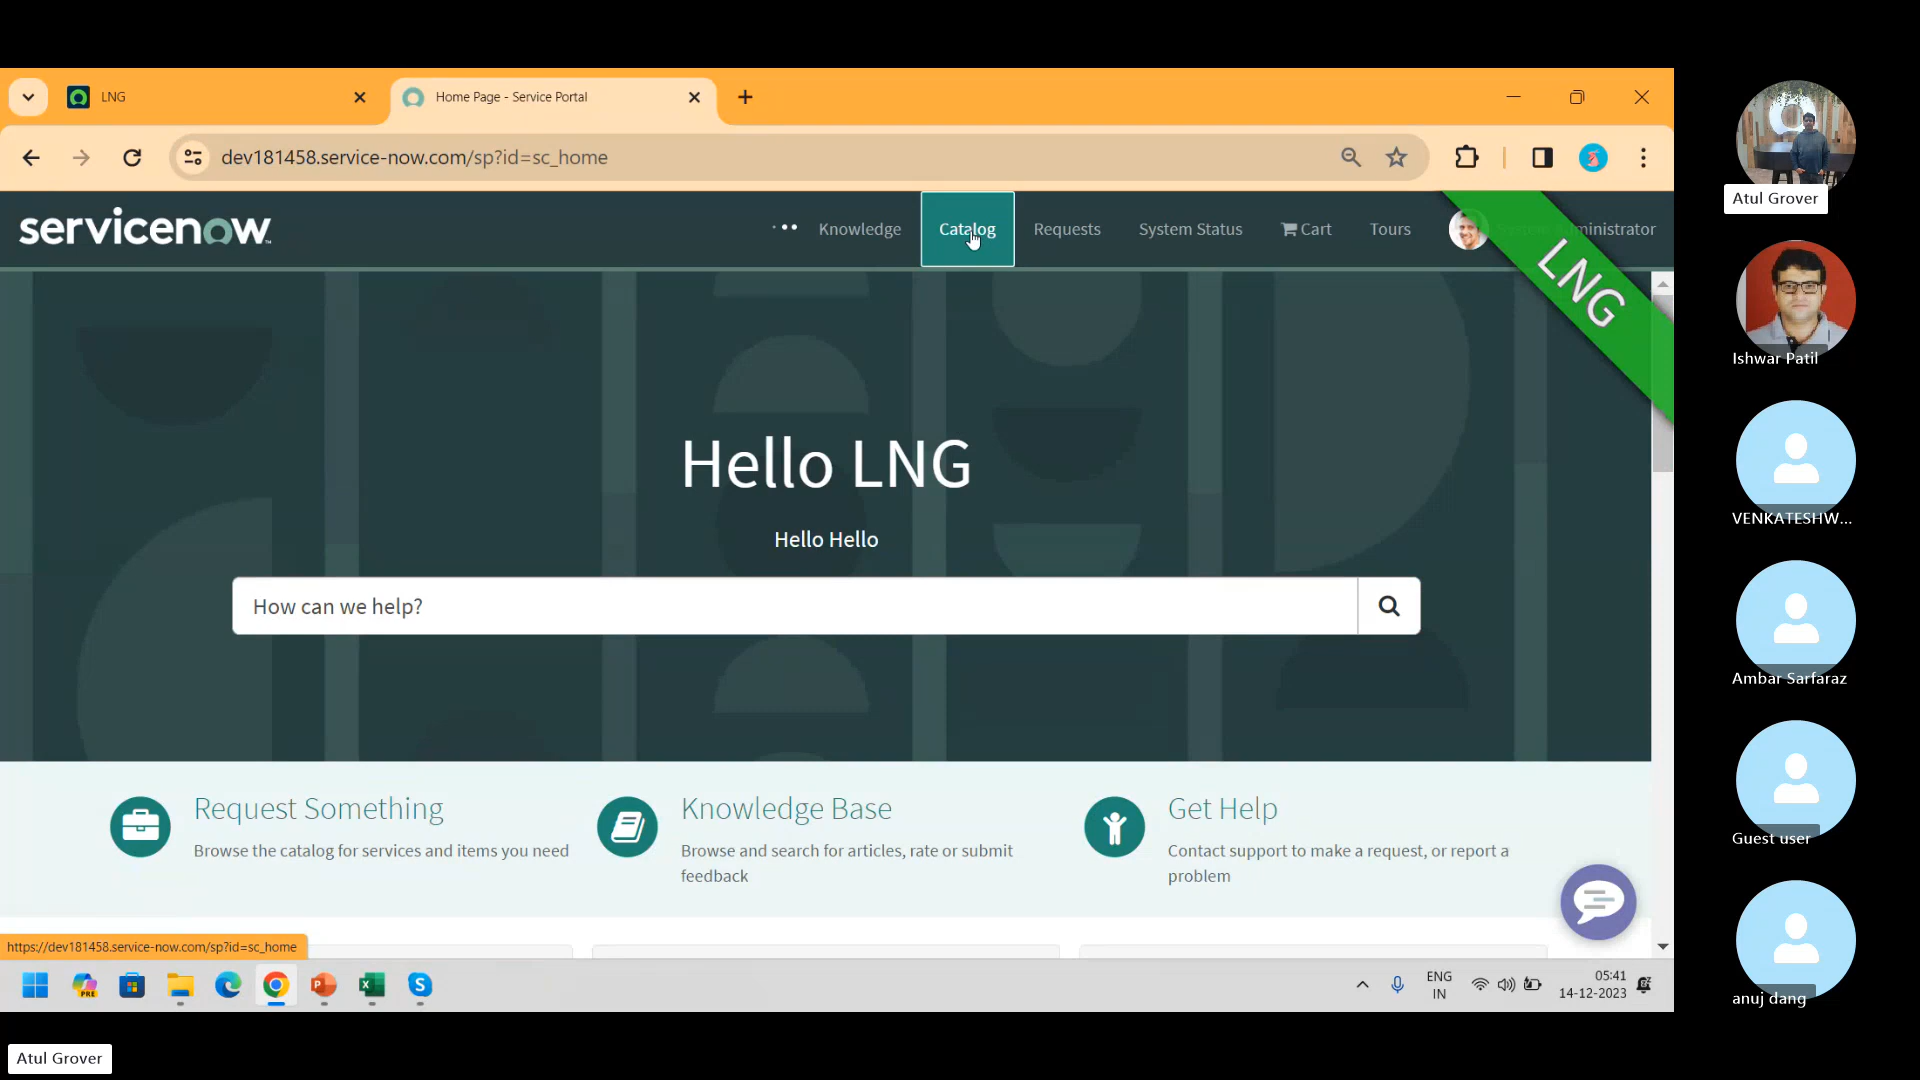 LNG
Home Page - Service Portal
dev181458.service-now.com/sp?id=sc_home
servicenow
Knowledge
Catalog
Requests
System Status
Cart
Tours
ministrator
LNG
Hello LNG
Hello Hello
How can we help?
Request Something
Browse the catalog for services and items you need
Knowledge Base
Browse and search for articles, rate or submit
feedback
Get Help
Contact support to make a request, or report a
problem
https://dev181458.service-now.com/sp?id=sc_home
PRE
ENG
IN
05:41
14-12-2023
Atul Grover
Ishwar Patil
VENKATESHW...
Ambar Sarfaraz
Guest user
anuj dang
Atul Grover